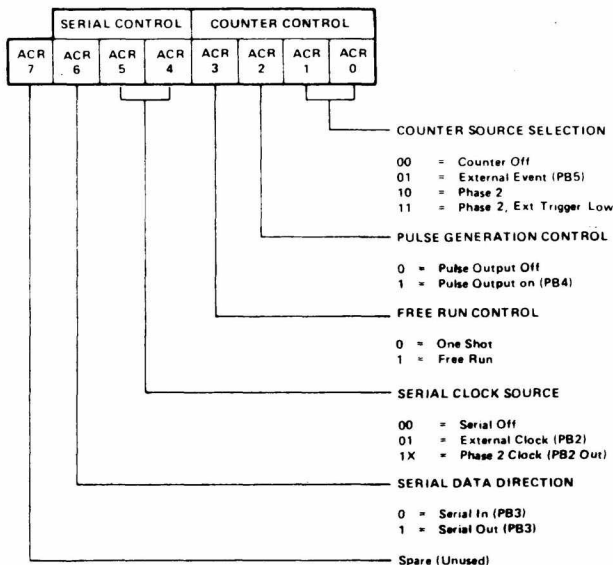 SERIAL CONTROL COUNTER CONTROL
ACR 7 ACR 6 ACR 5 ACR 4 ACR 3 ACR 2 ACR 1 ACR 0
COUNTER SOURCE SELECTION
00 = Counter Off
01 = External Event (PB5)
10 = Phase 2
11 = Phase 2, Ext Trigger Low
PULSE GENERATION CONTROL
0 = Pulse Output Off
1 = Pulse Output on (PB4)
FREE RUN CONTROL
0 = One Shot
1 = Free Run
SERIAL CLOCK SOURCE
00 = Serial Off
01 = External Clock (PB2)
1X = Phase 2 Clock (PB2 Out)
SERIAL DATA DIRECTION
0 = Serial In (PB3)
1 = Serial Out (PB3)
Spare (Unused)